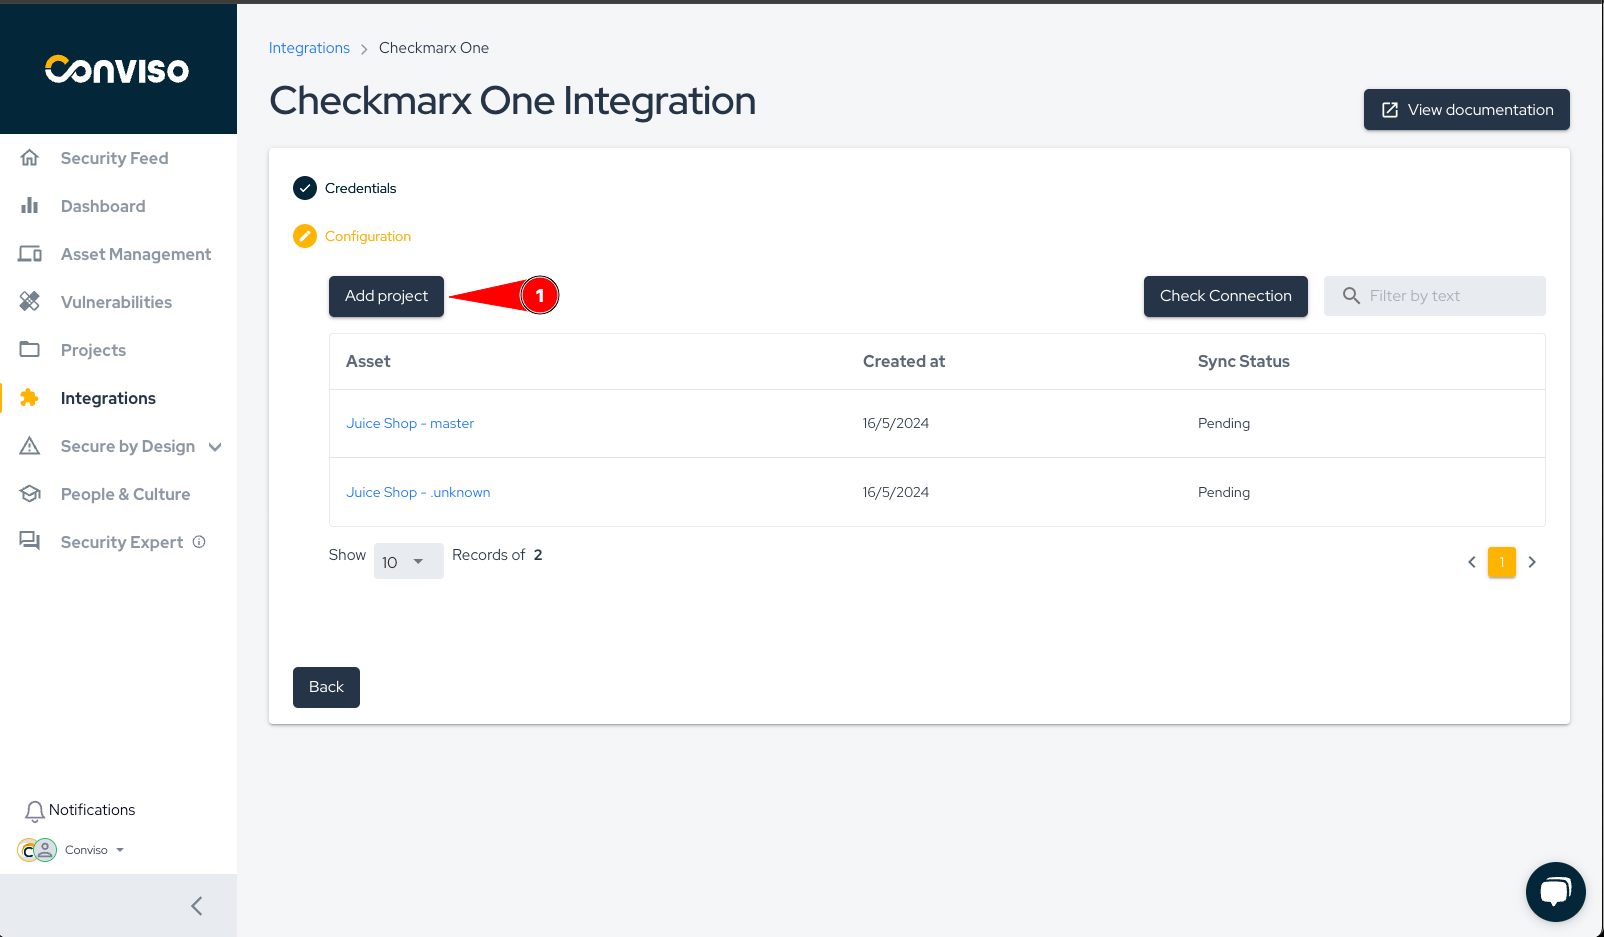 Conviso
Integrations > Checkmarx One
Checkmarx One Integration
View documentation
Security Feed
Dashboard
Asset Management
Vulnerabilities
Projects
Integrations
Secure by Design
People & Culture
Security Expert
Credentials
Configuration
Add project
1
Check Connection
Filter by text
Asset Created at Sync Status
Juice Shop - master 16/5/2024 Pending
Juice Shop - .unknown 16/5/2024 Pending
Show 10 Records of 2
1
Back
Notifications
C Conviso